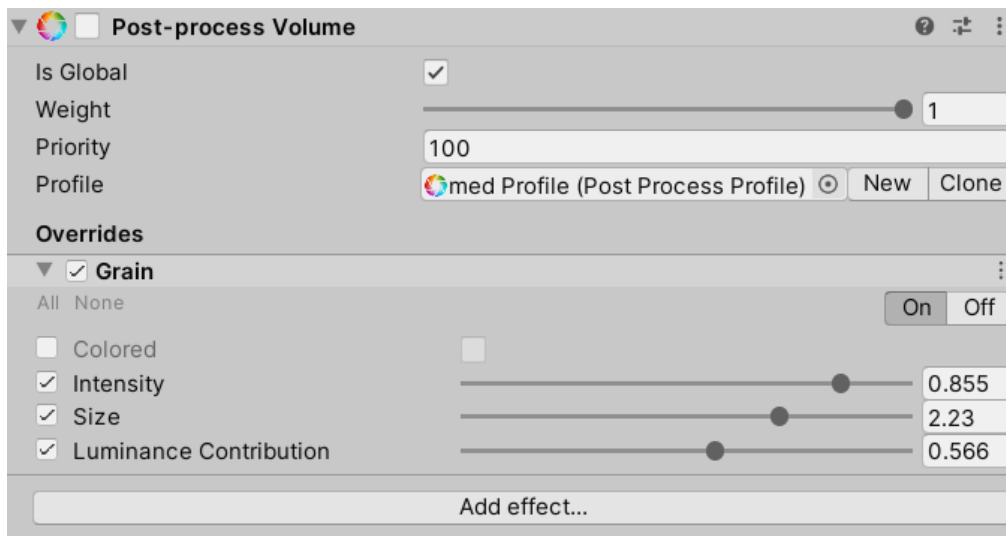 Post-process Volume
Is Global
Weight 1
Priority 100
Profile med Profile (Post Process Profile) New Clone
Overrides
Grain
All None On Off
Colored
Intensity 0.855
Size 2.23
Luminance Contribution 0.566
Add effect...